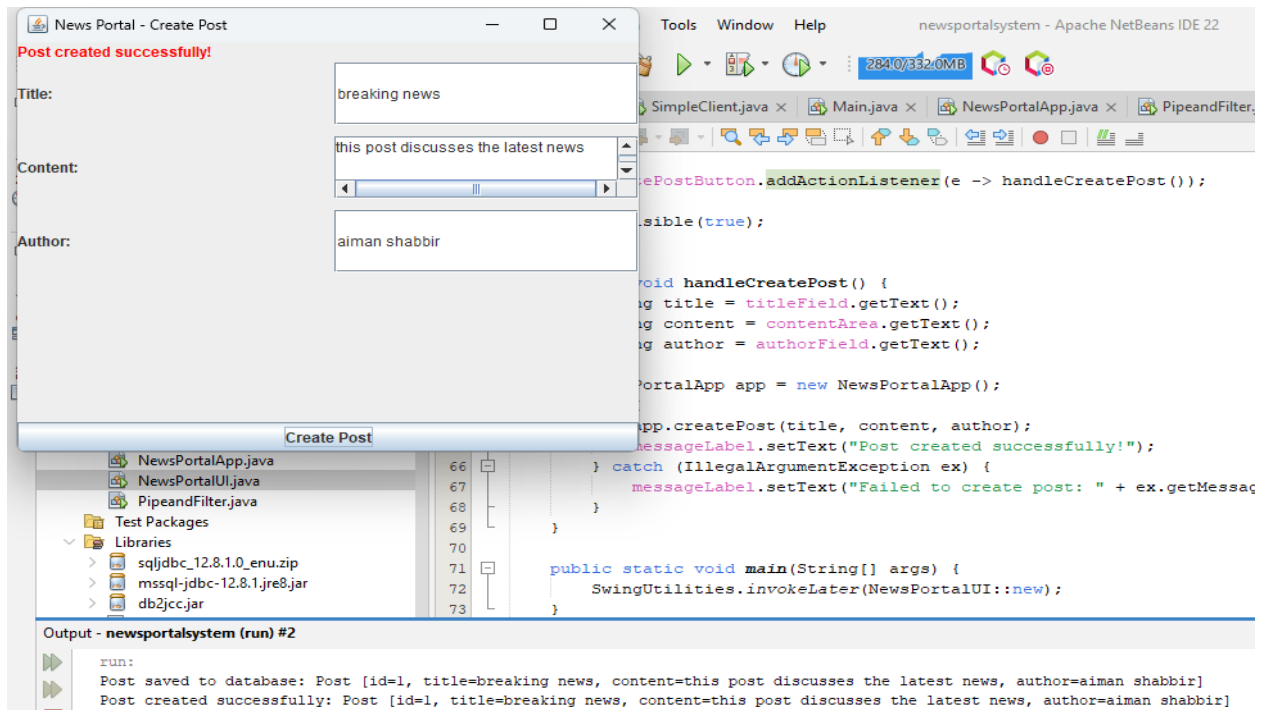 News Portal - Create Post
Tools Window Help newsportalsystem - Apache NetBeans IDE 22
Post created successfully!
284.0/332.0MB
Title:
breaking news
SimpleClient.java Main.java NewsPortalApp.java PipeandFilter.
Content:
this post discusses the latest news
Author:
aiman shabbir
Create Post
ePostButton.addActionListener(e -> handleCreatePost());
sible(true);
void handleCreatePost() {
ng title = titleField.getText();
ng content = contentArea.getText();
ng author = authorField.getText();
PortalApp app = new NewsPortalApp();
app.createPost(title, content, author);
messageLabel.setText("Post created successfully!");
66 } catch (IllegalArgumentException ex) {
67 messageLabel.setText("Failed to create post: " + ex.getMessag
68 }
69 }
70
71 public static void main(String[] args) {
72 SwingUtilities.invokeLater(NewsPortalUI::new);
73 }
NewsPortalApp.java
NewsPortalUI.java
PipeandFilter.java
Test Packages
Libraries
sqljdbc_12.8.1.0_enu.zip
mssql-jdbc-12.8.1.jre8.jar
db2jcc.jar
Output - newsportalsystem (run) #2
run:
Post saved to database: Post [id=1, title=breaking news, content=this post discusses the latest news, author=aiman shabbir]
Post created successfully: Post [id=1, title=breaking news, content=this post discusses the latest news, author=aiman shabbir]